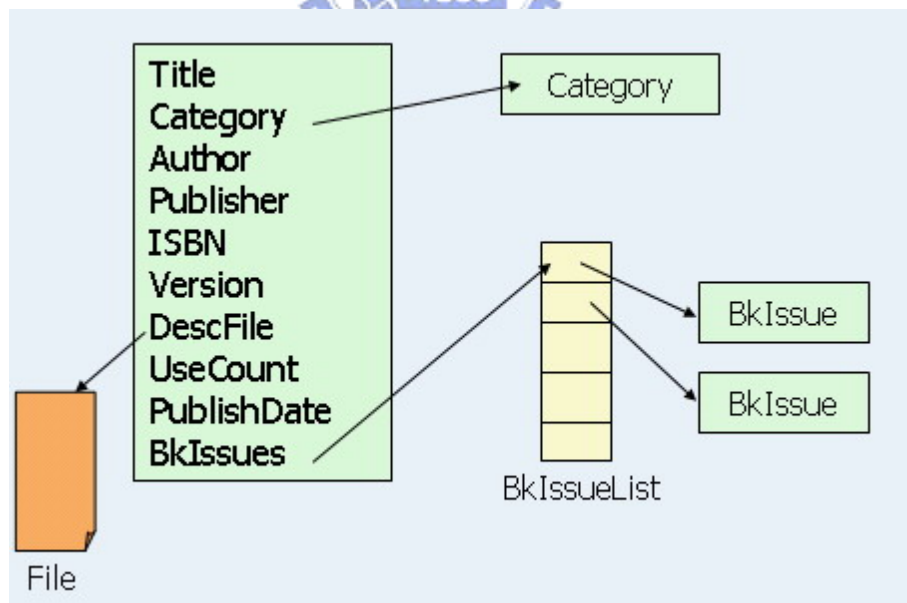 Title
Category
Author
Publisher
ISBN
Version
DescFile
UseCount
PublishDate
BkIssues
Category
BkIssue
BkIssue
BkIssueList
File